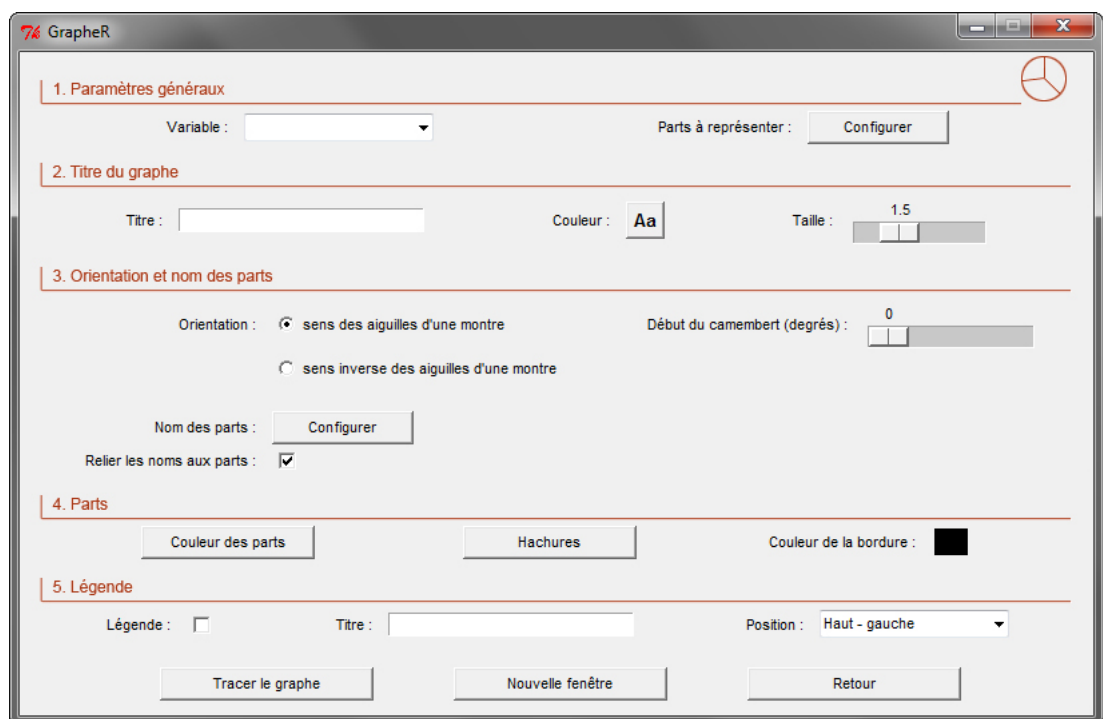 GrapheR
1. Paramètres généraux
Variable :
Parts à représenter :
Configurer
2. Titre du graphe
Titre :
Couleur :
Aa
Taille :
1.5
3. Orientation et nom des parts
Orientation :
sens des aiguilles d'une montre
Début du camembert (degrés) :
0
sens inverse des aiguilles d'une montre
Nom des parts :
Configurer
Relier les noms aux parts :
4. Parts
Couleur des parts
Hachures
Couleur de la bordure :
5. Légende
Légende :
Titre :
Position :
Haut - gauche
Tracer le graphe
Nouvelle fenêtre
Retour